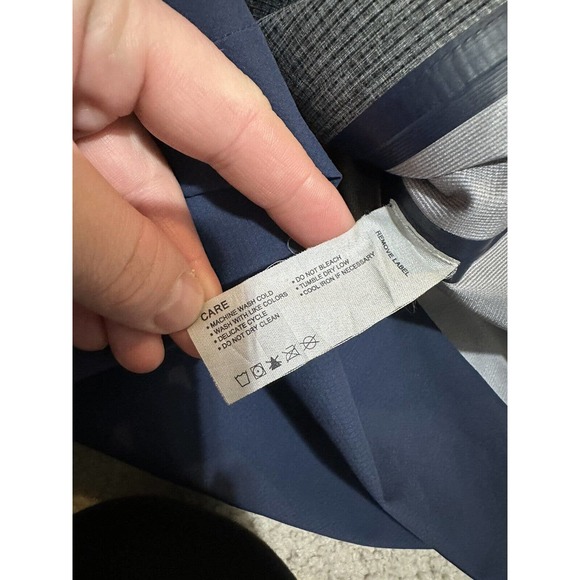 CARE
• MACHINE WASH COLD
• WASH WITH LIKE COLORS
• DELICATE CYCLE
• DO NOT DRY CLEAN
• DO NOT BLEACH
• TUMBLE DRY LOW
• COOL IRON IF NECESSARY
REMOVE LABEL